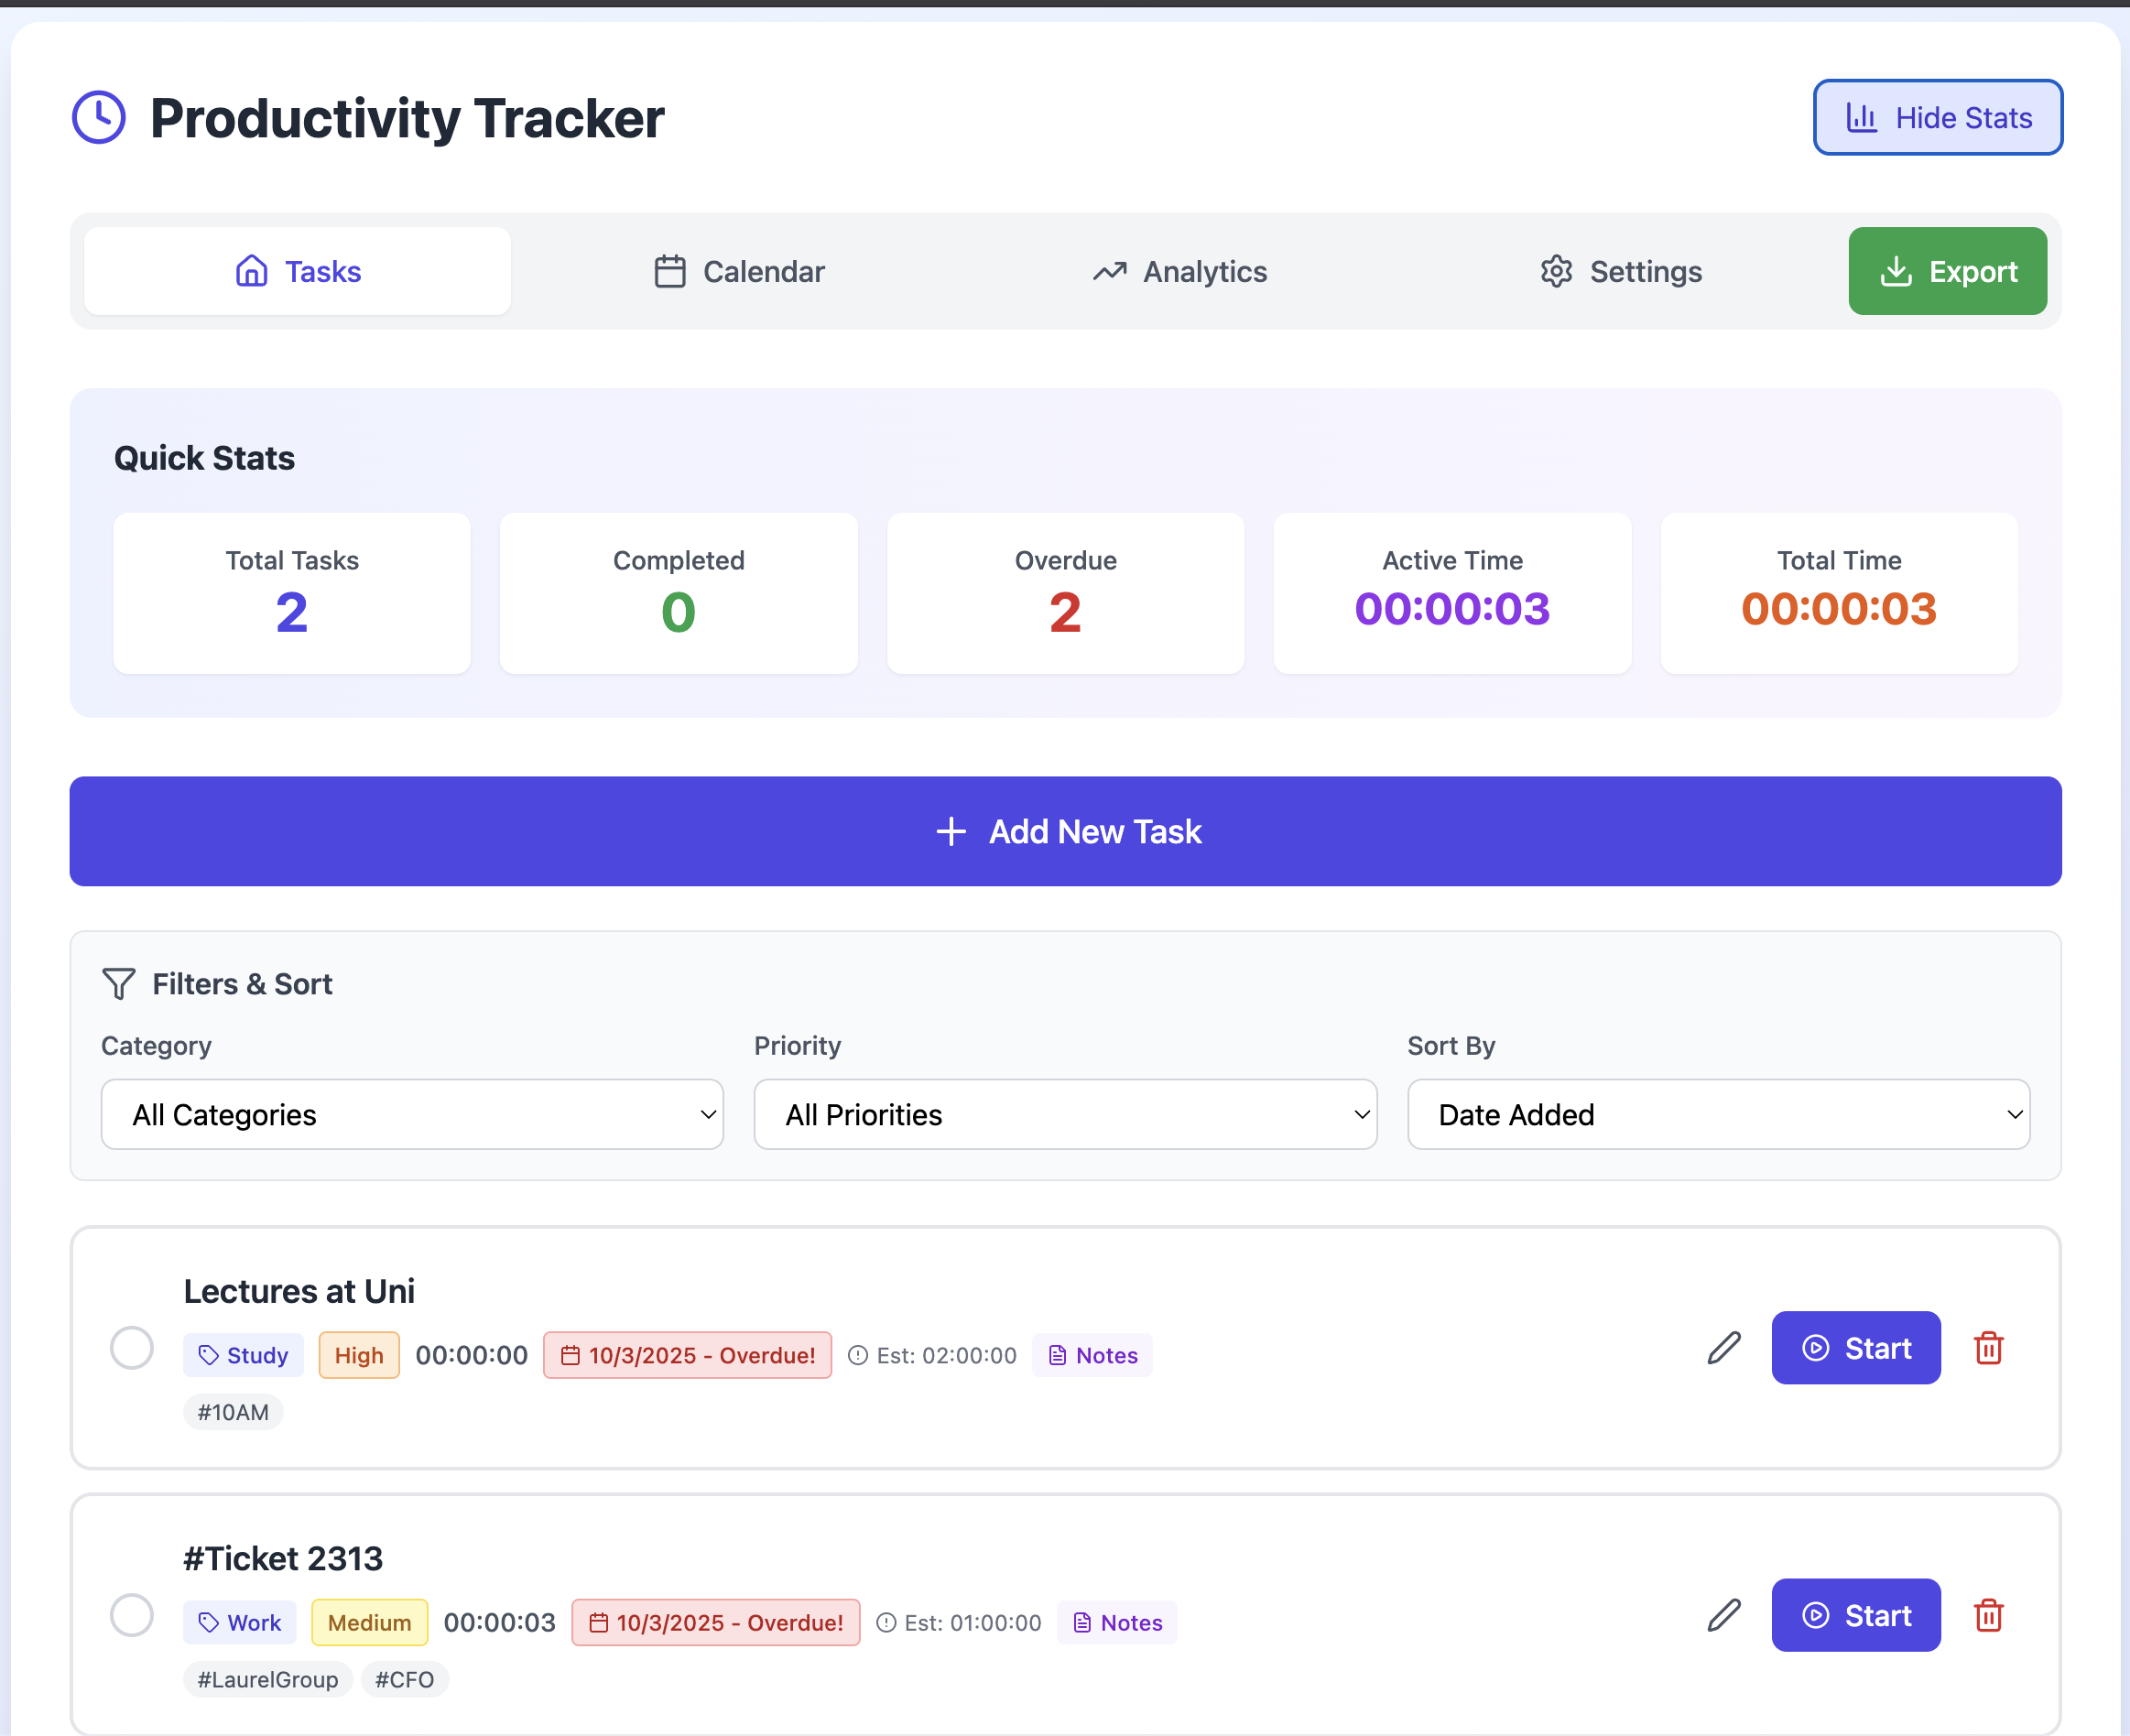 Productivity Tracker
Hide Stats
Tasks Calendar Analytics Settings Export
Quick Stats
Total Tasks Completed Overdue Active Time Total Time
2 0 2 00:00:03 00:00:03
Add New Task
Filters & Sort
Category Priority Sort By
All Categories All Priorities Date Added
Lectures at Uni
Study High 00:00:00 10/3/2025 - Overdue! Est: 02:00:00 Notes
Start
#10AM
#Ticket 2313
Work Medium 00:00:03 10/3/2025 - Overdue! Est: 01:00:00 Notes
Start
#LaurelGroup #CFO